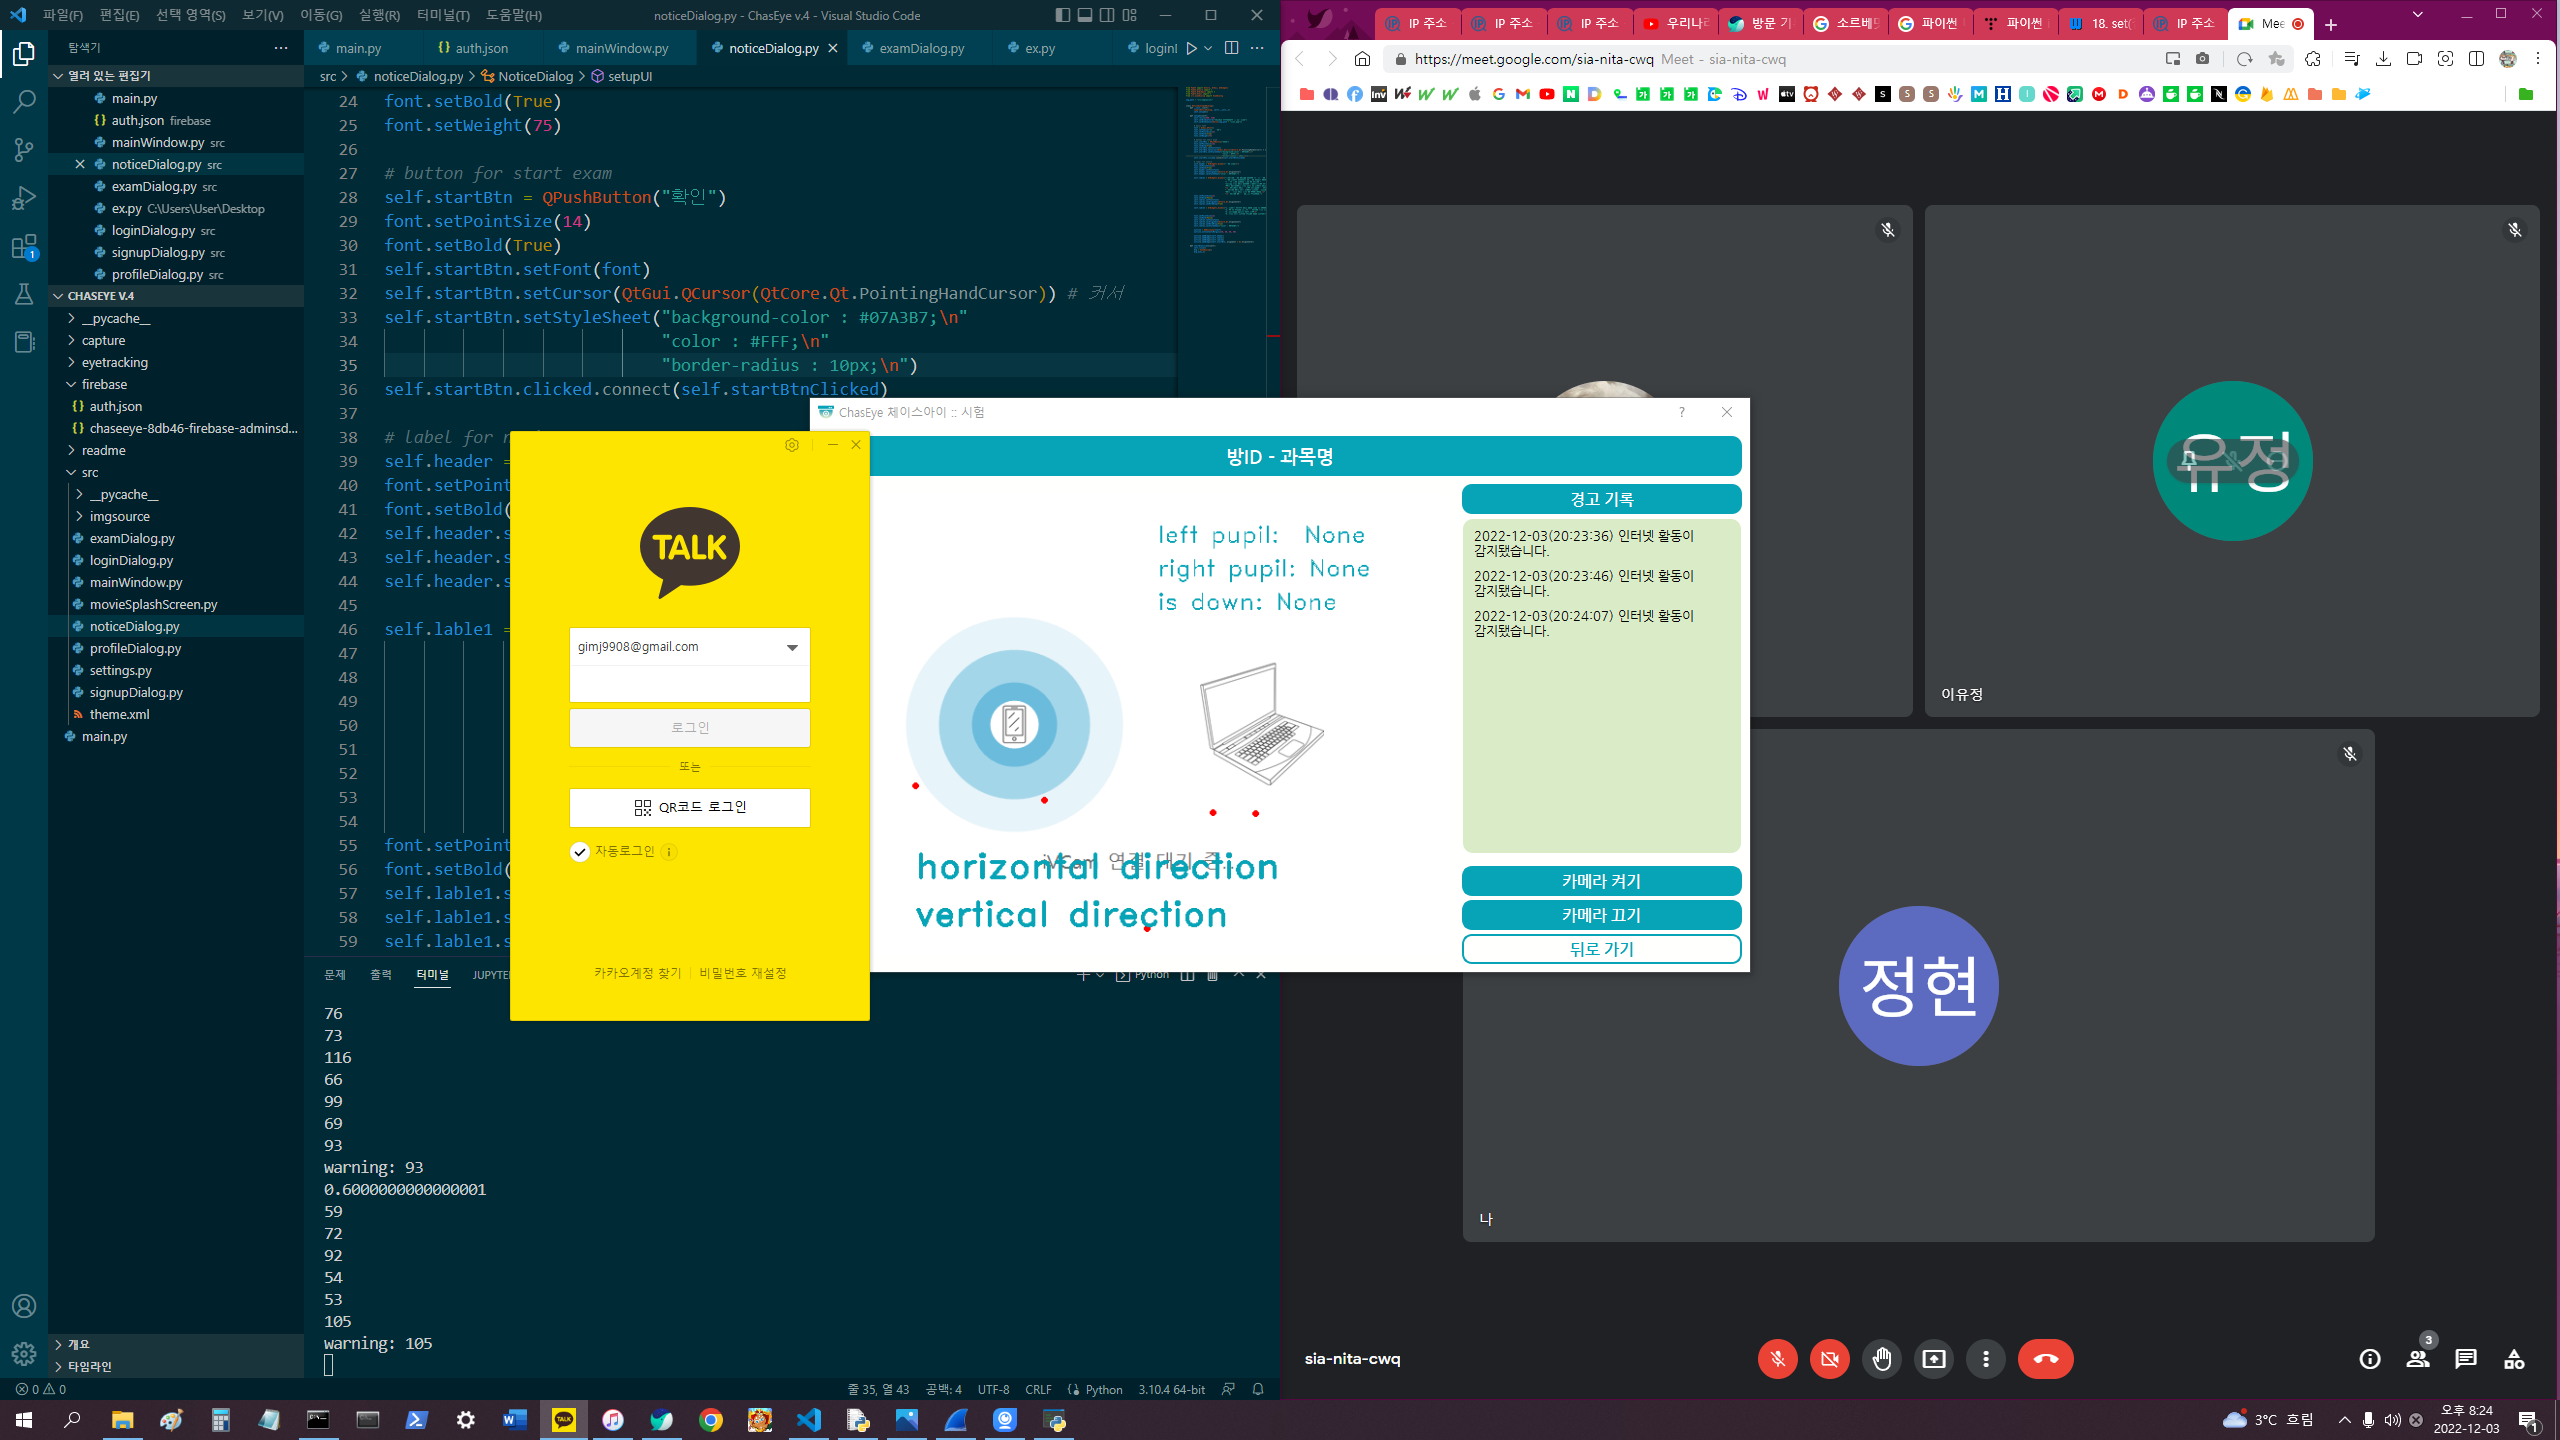 파일(F) 편집(E) 선택 영역(S) 보기(V) 이동(G) 실행(R) 터미널(T) 도움말(H)
noticeDialog.py - ChasEye v.4 - Visual Studio Code
탐색기
열려 있는 편집기
main.py
auth.json firebase
mainWindow.py src
noticeDialog.py src
examDialog.py src
ex.py C:\Users\User\Desktop
loginDialog.py src
signupDialog.py src
profileDialog.py src
CHASEYE V.4
__pycache__
capture
eyetracking
firebase
auth.json
chaseeye-8db46-firebase-adminsd...
readme
src
__pycache__
imgsource
examDialog.py
loginDialog.py
mainWindow.py
movieSplashScreen.py
noticeDialog.py
profileDialog.py
settings.py
signupDialog.py
theme.xml
main.py
개요
타임라인
main.py auth.json mainWindow.py noticeDialog.py examDialog.py ex.py loginI
src > noticeDialog.py > NoticeDialog > setupUI
24 font.setBold(True)
25 font.setWeight(75)
26
27 # button for start exam
28 self.startBtn = QPushButton("확인")
29 font.setPointSize(14)
30 font.setBold(True)
31 self.startBtn.setFont(font)
32 self.startBtn.setCursor(QtGui.QCursor(QtCore.Qt.PointingHandCursor)) # 커서
33 self.startBtn.setStyleSheet("background-color : #07A3B7;\n"
34 "color : #FFF;\n"
35 "border-radius : 10px;\n")
36 self.startBtn.clicked.connect(self.startBtnClicked)
37
38 # label for n
39 self.header =
40 font.setPoint
41 font.setBold(
42 self.header.s
43 self.header.s
44 self.header.s
45
46 self.lable1 =
47
48
49
50
51
52
53
54
55 font.setPoint
56 font.setBold(
57 self.lable1.s
58 self.lable1.s
59 self.lable1.s
문제 출력 터미널 JUPYTE
Python
76
73
116
66
99
69
93
warning: 93
0.6000000000000001
59
72
92
54
53
105
warning: 105
0 0
줄 35, 열 43 공백: 4 UTF-8 CRLF Python 3.10.4 64-bit
TALK
gimj9908@gmail.com
로그인
또는
QR코드 로그인
자동로그인
카카오계정 찾기 | 비밀번호 재설정
ChasEye 체이스아이 :: 시험
방ID - 과목명
left pupil: None
right pupil: None
is down: None
iVCam 연결 대기 중...
horizontal direction
vertical direction
경고 기록
2022-12-03(20:23:36) 인터넷 활동이
감지됐습니다.
2022-12-03(20:23:46) 인터넷 활동이
감지됐습니다.
2022-12-03(20:24:07) 인터넷 활동이
감지됐습니다.
카메라 켜기
카메라 끄기
뒤로 가기
IP 주소 IP 주소 IP 주소 우리나라 방문 기 소르베 파이썬 파이썬 18. set( IP 주소 Mee
https://meet.google.com/sia-nita-cwq Meet - sia-nita-cwq
유정
이유정
정현
나
sia-nita-cwq
3
3°C 흐림
오후 8:24
2022-12-03
1